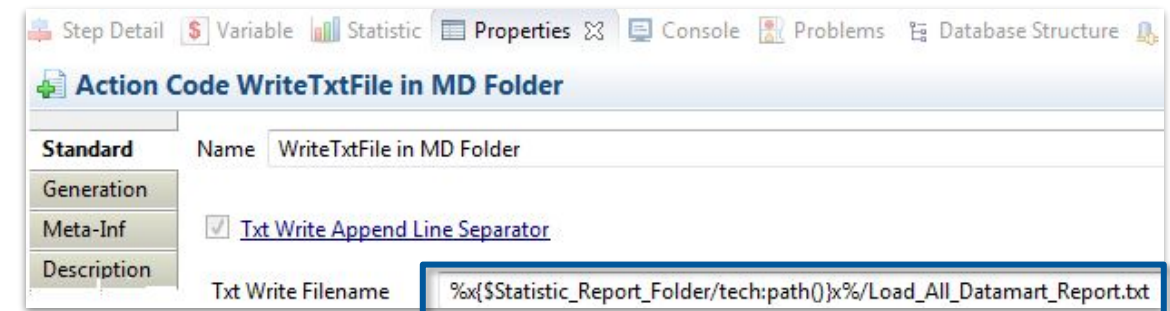 Step Detail $ Variable Statistic Properties Console Problems Database Structure
Action Code WriteTxtFile in MD Folder
Standard Name WriteTxtFile in MD Folder
Generation
Meta-Inf Txt Write Append Line Separator
Description
Txt Write Filename %x{$Statistic_Report_Folder/tech:path()}x%/Load_All_Datamart_Report.txt